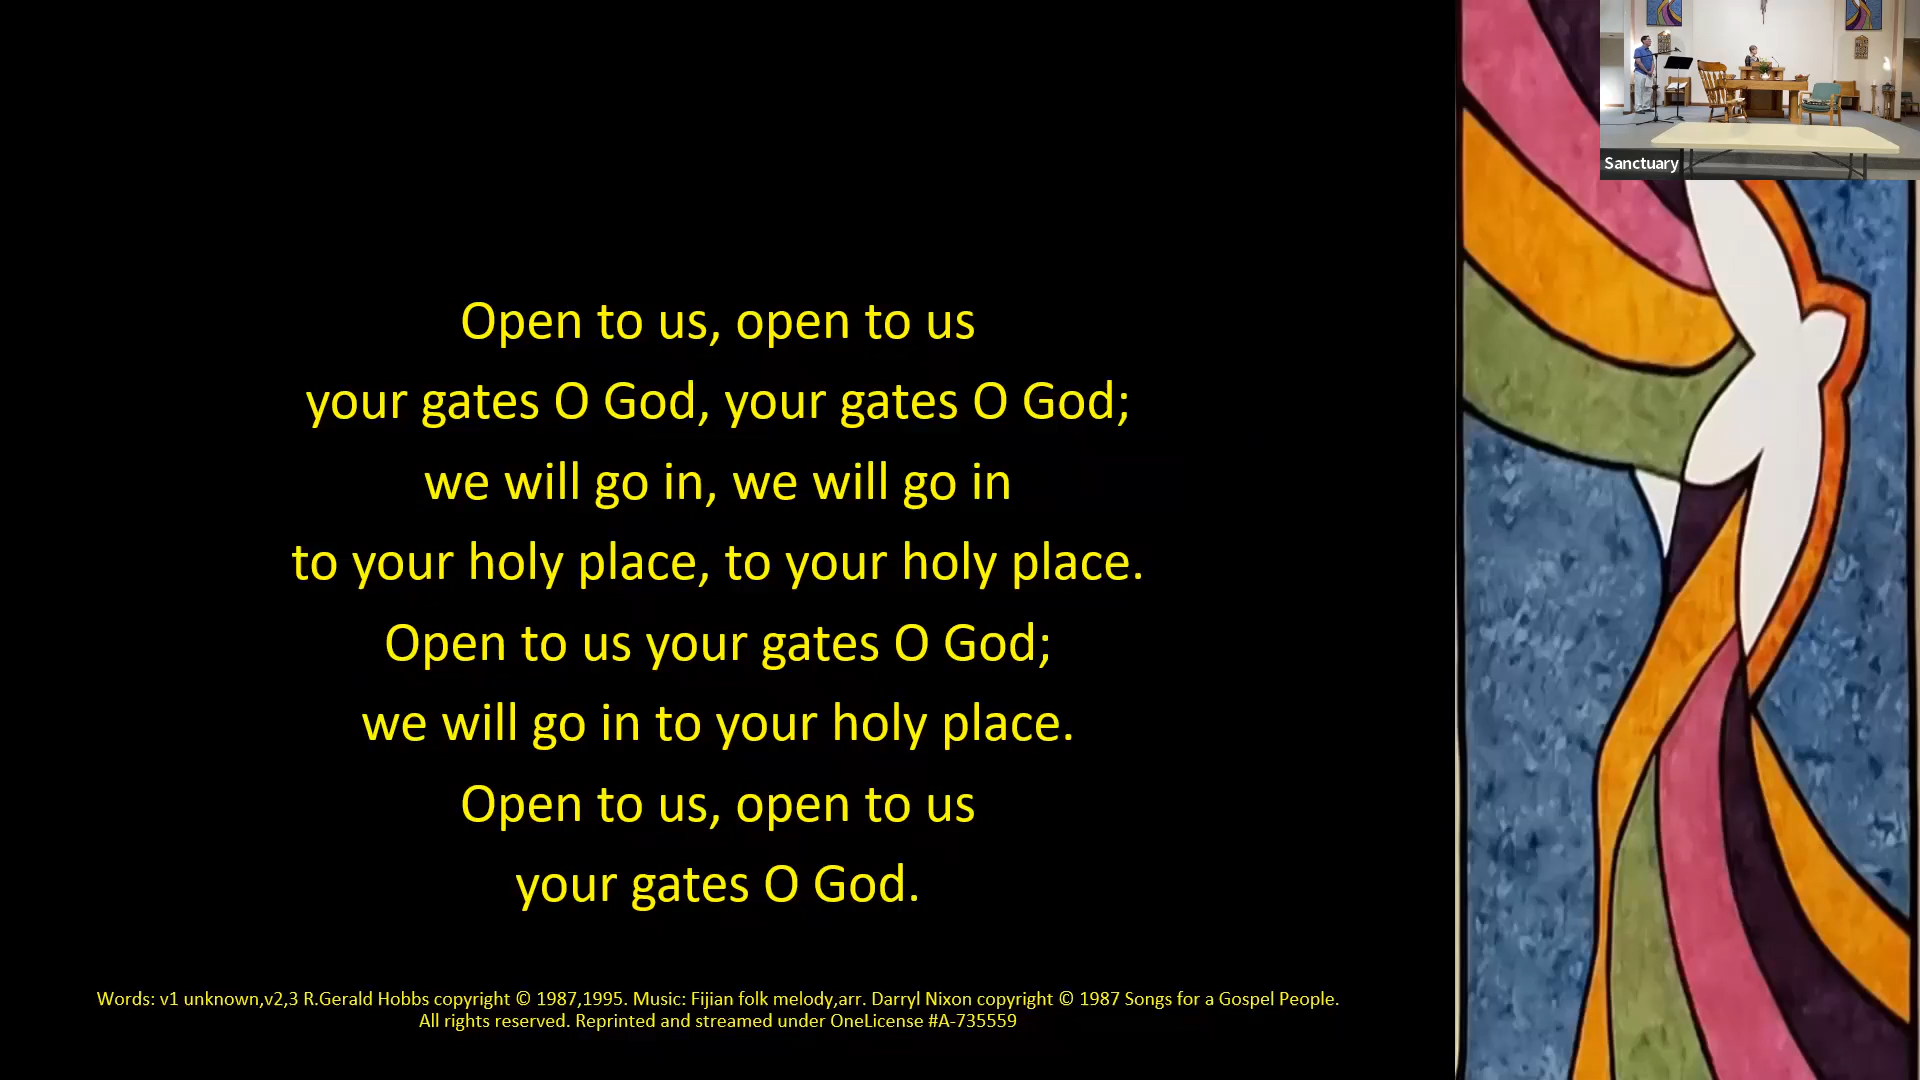 Open to us, open to us
your gates O God, your gates O God;
we will go in, we will go in
to your holy place, to your holy place.
Open to us your gates O God;
we will go in to your holy place.
Open to us, open to us
your gates O God.
Words: v1 unknown,v2,3 R.Gerald Hobbs copyright © 1987,1995. Music: Fijian folk melody,arr. Darryl Nixon copyright © 1987 Songs for a Gospel People.
All rights reserved. Reprinted and streamed under OneLicense #A-735559
Sanctuary